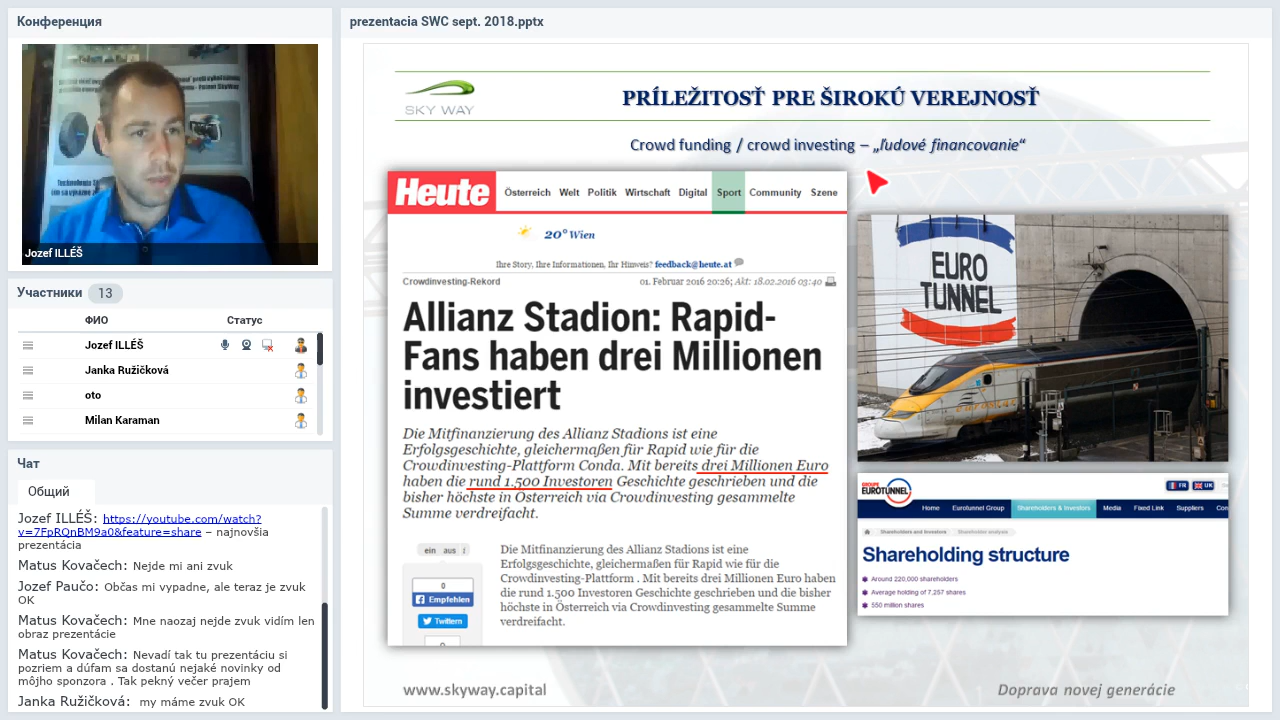 Конференция
Jozef ILLÉŠ
Участники 13
ФИО Статус
Jozef ILLÉŠ
Janka Ružičková
oto
Milan Karaman
Чат
Общий
Jozef ILLÉŠ: https://youtube.com/watch?
v=7FpRQnBM9a0&feature=share – najnovšia
prezentácia
Matus Kovačech: Nejde mi ani zvuk
Jozef Paučo: Občas mi vypadne, ale teraz je zvuk
OK
Matus Kovačech: Mne naozaj nejde zvuk vidím len
obraz prezentácie
Matus Kovačech: Nevadí tak tu prezentáciu si
pozriem a dúfam sa dostanú nejaké novinky od
môjho sponzora . Tak pekný večer prajem
Janka Ružičková: my máme zvuk OK
prezentacia SWC sept. 2018.pptx
SKY WAY
PRÍLEŽITOSŤ PRE ŠIROKÚ VEREJNOSŤ
Crowd funding / crowd investing – „ľudové financovanie“
Heute Österreich Welt Politik Wirtschaft Digital Sport Community Szene
20° Wien
Ihre Story, Ihre Informationen, Ihr Hinweis? feedback@heute.at
Crowdinvesting-Rekord 01. Februar 2016 20:26; Akt: 18.02.2016 03:40
Allianz Stadion: Rapid-
Fans haben drei Millionen
investiert
Die Mitfinanzierung des Allianz Stadions ist eine
Erfolgsgeschichte, gleichermaßen für Rapid wie für die
Crowdinvesting-Plattform Conda. Mit bereits drei Millionen Euro
haben die rund 1.500 Investoren Geschichte geschrieben und die
bisher höchste in Österreich via Crowdinvesting gesammelte
Summe verdreifacht.
ein aus
0
Empfehlen
Twittern
0
Die Mitfinanzierung des Allianz Stadions ist eine
Erfolgsgeschichte, gleichermaßen für Rapid wie für die
Crowdinvesting-Plattform . Mit bereits drei Millionen Euro haben
die rund 1.500 Investoren Geschichte geschrieben und die bisher
höchste in Österreich via Crowdinvesting gesammelte Summe
verdreifacht.
EURO
TUNNEL
GROUPE
EUROTUNNEL
FR UK
Home Eurotunnel Group Shareholders & Investors Media Fixed Link Suppliers
Shareholders and Investors Shareholder analysis
Shareholding structure
Around 220,000 shareholders
Average holding of 7,257 shares
550 million shares
www.skyway.capital
Doprava novej generácie